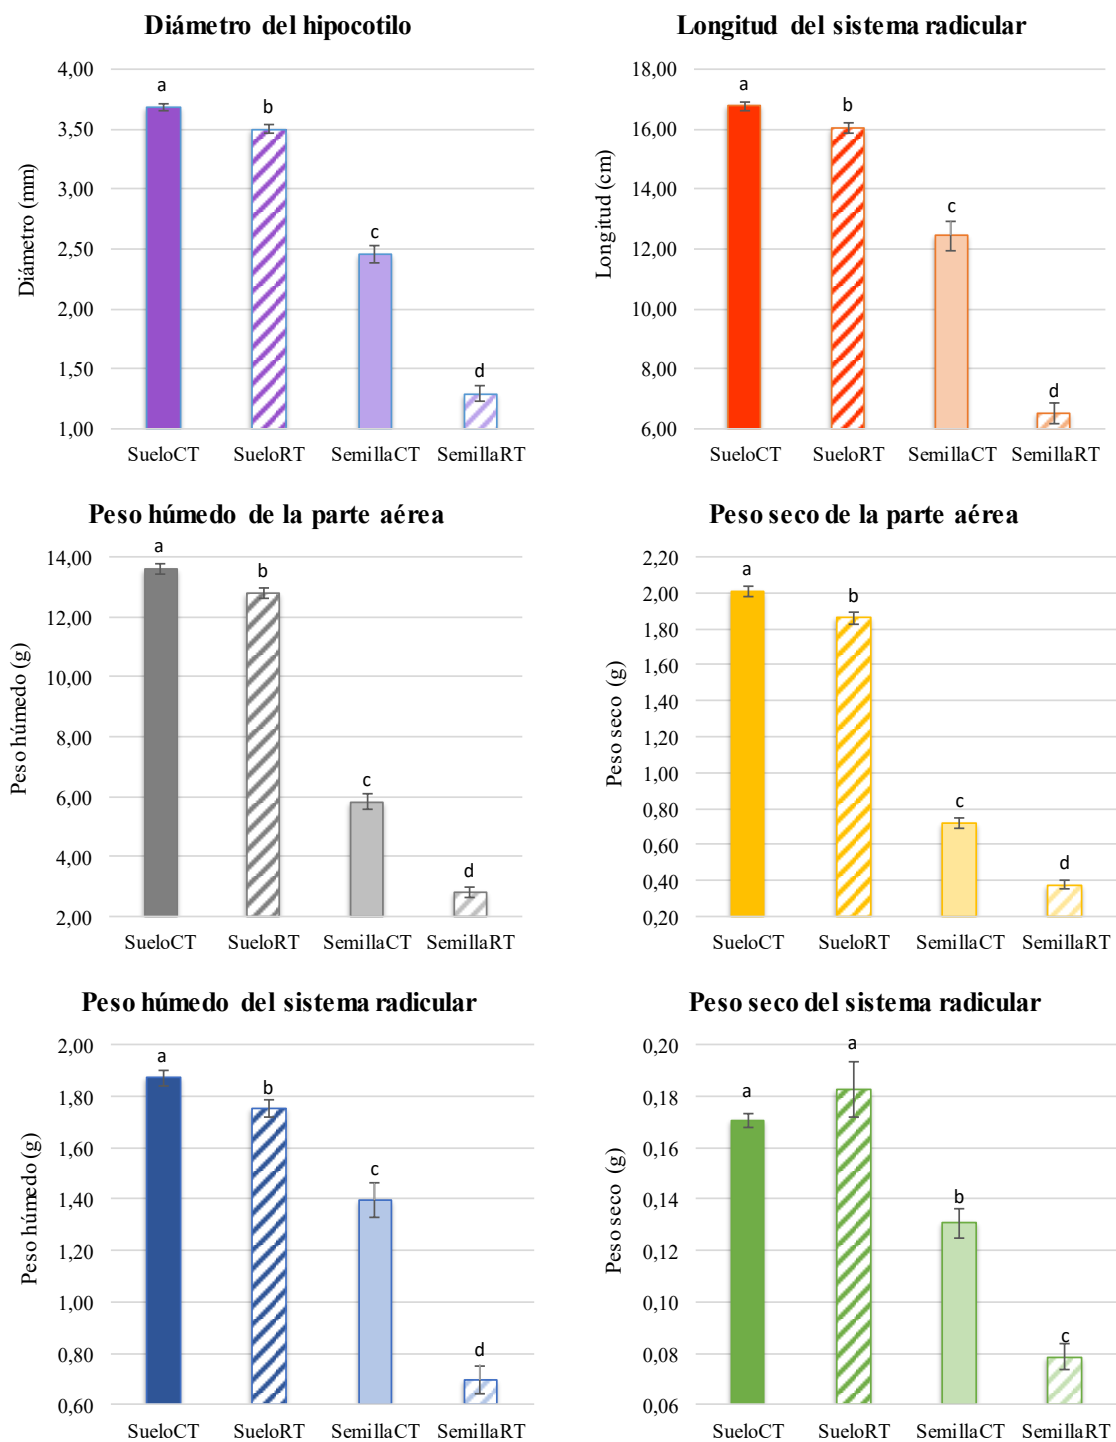 Diámetro del hipocotilo
4,00
3,50
3,00
2,50
2,00
1,50
1,00
Diámetro (mm)
a
b
c
d
SueloCT SueloRT SemillaCT SemillaRT
Longitud del sistema radicular
18,00
16,00
14,00
12,00
10,00
8,00
6,00
Longitud (cm)
a
b
c
d
SueloCT SueloRT SemillaCT SemillaRT
Peso húmedo de la parte aérea
14,00
12,00
10,00
8,00
6,00
4,00
2,00
Peso húmedo (g)
a
b
c
d
SueloCT SueloRT SemillaCT SemillaRT
Peso seco de la parte aérea
2,20
2,00
1,80
1,60
1,40
1,20
1,00
0,80
0,60
0,40
0,20
Peso seco (g)
a
b
c
d
SueloCT SueloRT SemillaCT SemillaRT
Peso húmedo del sistema radicular
2,00
1,80
1,60
1,40
1,20
1,00
0,80
0,60
Peso húmedo (g)
a
b
c
d
SueloCT SueloRT SemillaCT SemillaRT
Peso seco del sistema radicular
0,20
0,18
0,16
0,14
0,12
0,10
0,08
0,06
Peso seco (g)
a
a
b
c
SueloCT SueloRT SemillaCT SemillaRT